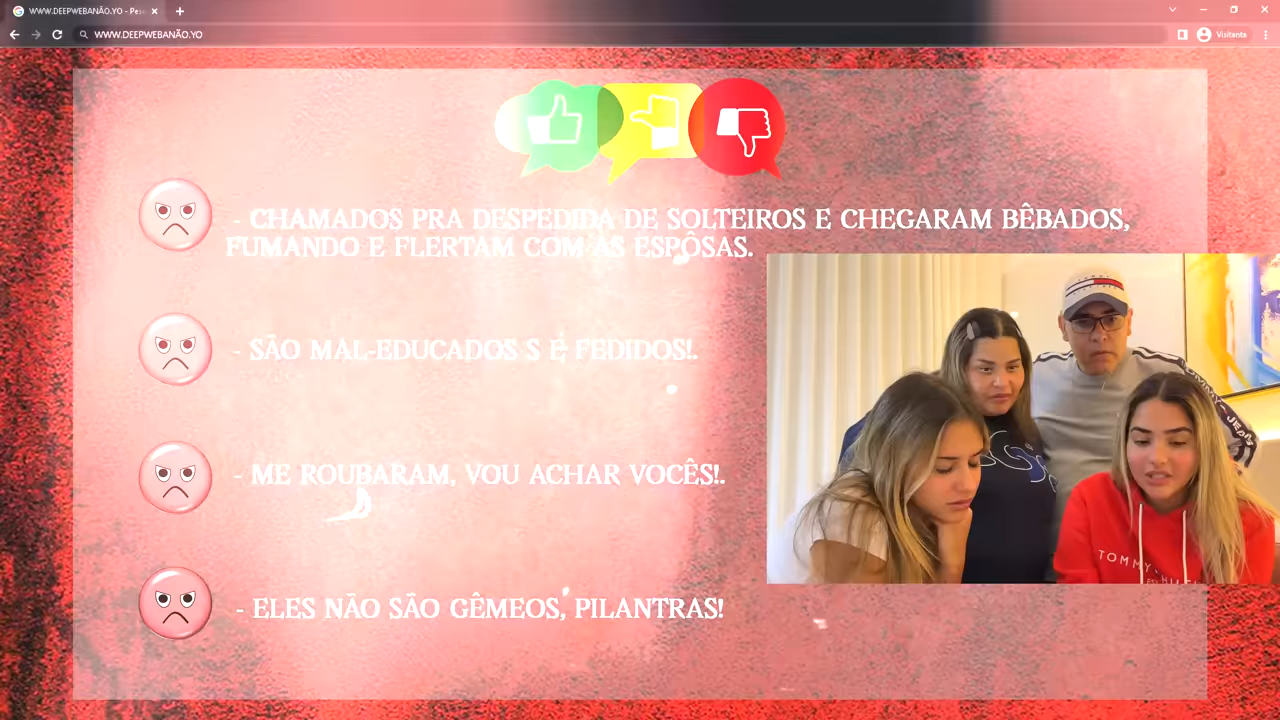 WWW.DEEPWEBANÃO.YO - Pes
WWW.DEEPWEBANÃO.YO
Visitante
- CHAMADOS PRA DESPEDIDA DE SOLTEIROS E CHEGARAM BÊBADOS,
FUMANDO E FLERTAM COM AS ESPÔSAS.
- SÃO MAL-EDUCADOS S E FEDIDOS!.
- ME ROUBARAM, VOU ACHAR VOCÊS!.
- ELES NÃO SÃO GÊMEOS, PILANTRAS!